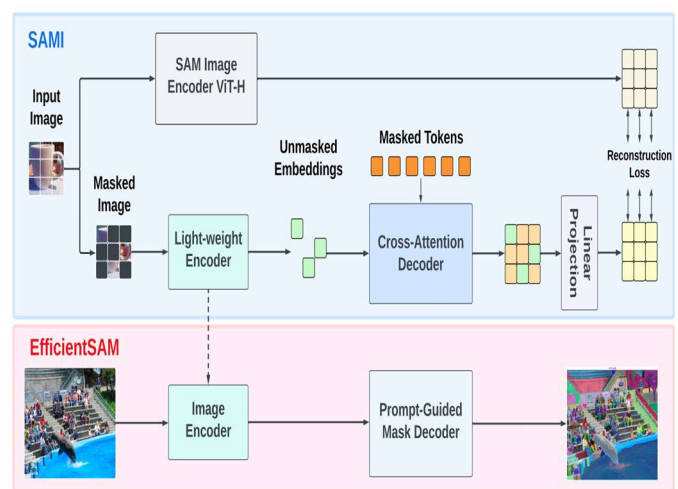 SAMI
SAM Image
Encoder ViT-H
Input
Image
Unmasked
Embeddings
Masked Tokens
Reconstruction
Loss
Masked
Image
Light-weight
Encoder
Cross-Attention
Decoder
Linear
Projection
EfficientSAM
Image
Encoder
Prompt-Guided
Mask Decoder